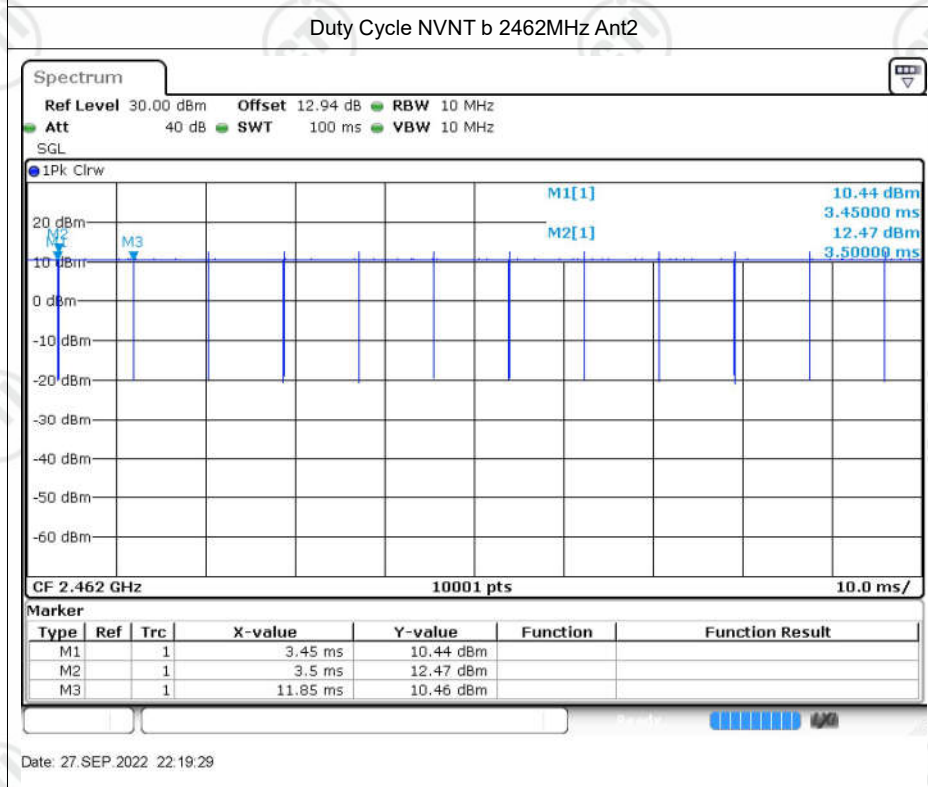 Duty Cycle NVNT b 2462MHz Ant2
Spectrum
Ref Level 30.00 dBm Offset 12.94 dB RBW 10 MHz
Att 40 dB SWT 100 ms VBW 10 MHz
SGL
1Pk Clrw
M1[1] 10.44 dBm
3.45000 ms
20 dBm
M2[1] 12.47 dBm
3.50000 ms
M2
M1
M3
10 dBm
0 dBm
-10 dBm
-20 dBm
-30 dBm
-40 dBm
-50 dBm
-60 dBm
CF 2.462 GHz 10001 pts 10.0 ms/
Marker
Type Ref Trc X-value Y-value Function Function Result
M1 1 3.45 ms 10.44 dBm
M2 1 3.5 ms 12.47 dBm
M3 1 11.85 ms 10.46 dBm
Ready
Date: 27.SEP.2022 22:19:29